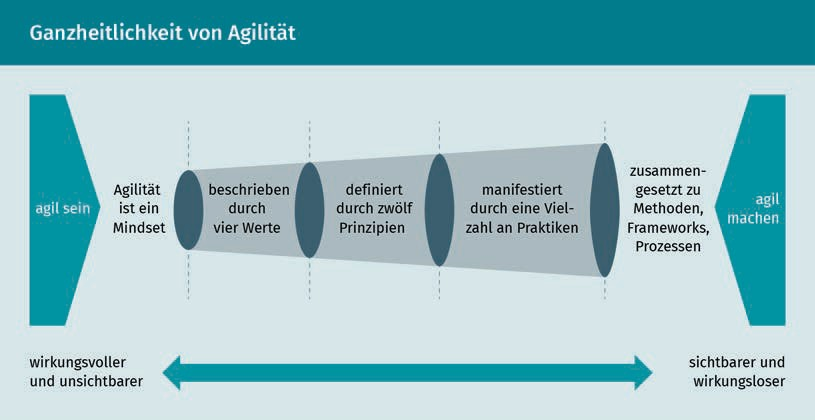 Ganzheitlichkeit von Agilität
agil sein
Agilität
ist ein
Mindset
beschrieben
durch
vier Werte
definiert
durch zwölf
Prinzipien
manifestiert
durch eine Viel-
zahl an Praktiken
zusammen-
gesetzt zu
Methoden,
Frameworks,
Prozessen
agil
machen
wirkungsvoller
und unsichtbarer
sichtbarer und
wirkungsloser